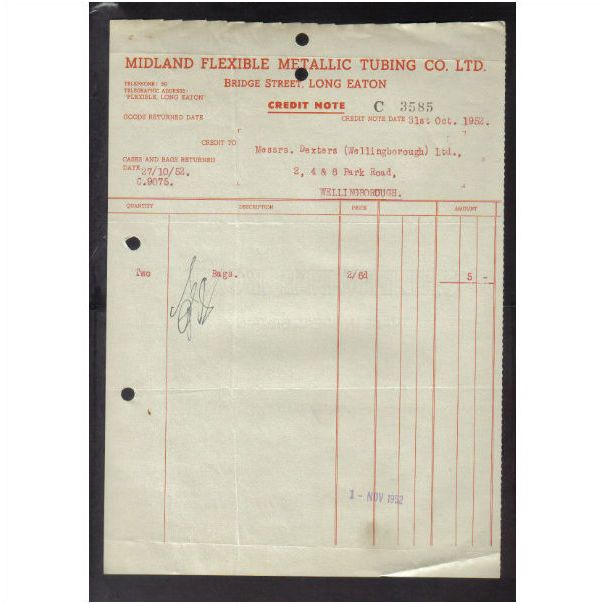 MIDLAND FLEXIBLE METALLIC TUBING CO. LTD.
BRIDGE STREET, LONG EATON
TELEPHONE: 50
TELEGRAPHIC ADDRESS:
"FLEXIBLE, LONG EATON"
CREDIT NOTE C 3585
GOODS RETURNED DATE
CREDIT NOTE DATE 31st Oct. 1952.
CREDIT TO
Messrs. Dexters (Wellingborough) Ltd.,
2, 4 & 8 Park Road,
WELLINGBOROUGH.
CASES AND BAGS RETURNED
DATE 27/10/52.
C.9075.
QUANTITY DESCRIPTION PRICE AMOUNT
Two Bags. 2/6d 5 -
1 - NOV 1952